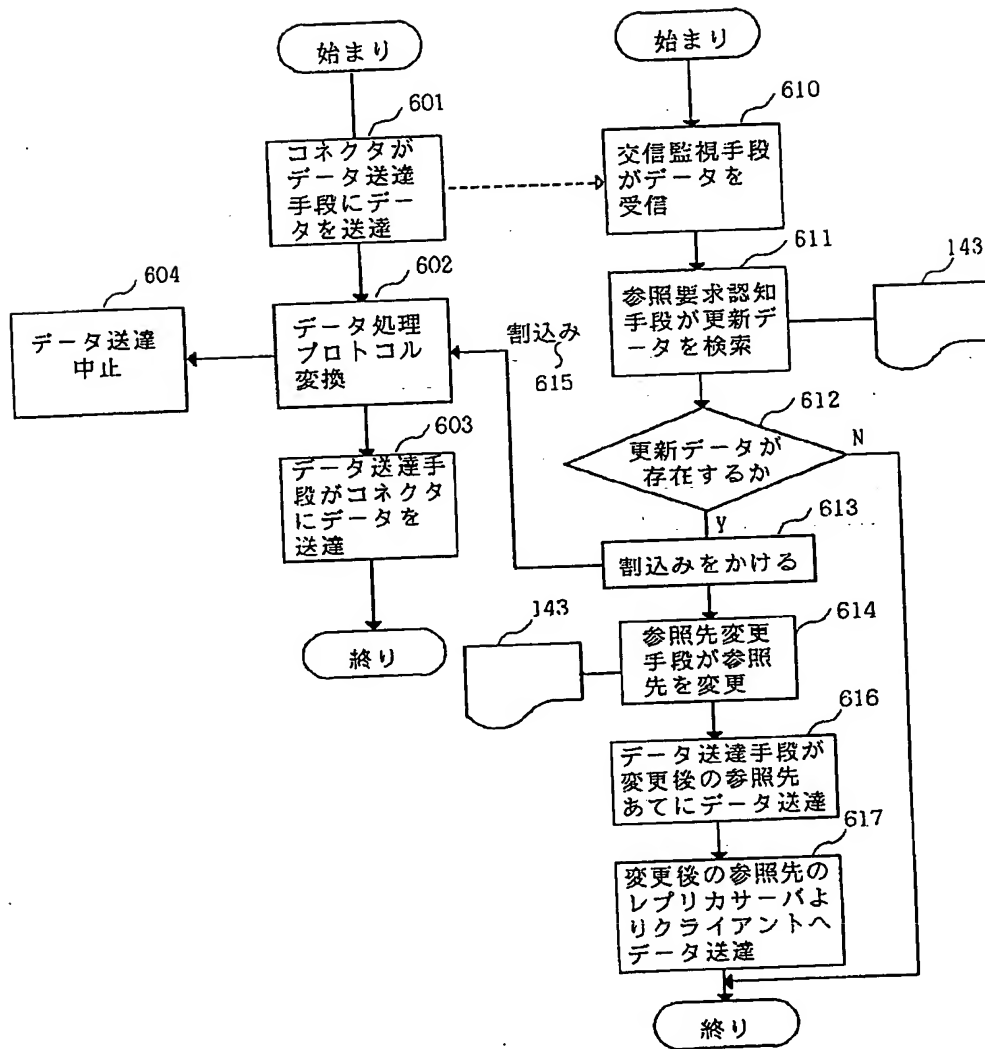 始まり
601
コネクタが
データ送達
手段にデー
タを送達
602
データ処理
プロトコル
変換
604
データ送達
中止
603
データ送達手
段がコネクタ
にデータを
送達
終り
始まり
610
交信監視手段
がデータを
受信
611
参照要求認知
手段が更新デ
ータを検索
143
割込み
615
612
更新データが
存在するか
N
Y
613
割込みをかける
614
参照先変更
手段が参照
先を変更
143
616
データ送達手段が
変更後の参照先
あてにデータ送達
617
変更後の参照先の
レプリカサーバよ
りクライアントへ
データ送達
終り